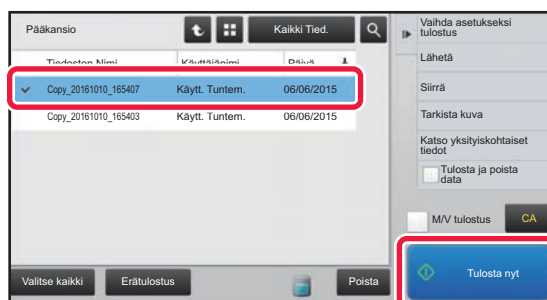 Pääkansio
Kaikki Tied.
Tiedoston Nimi
Käyttäjänimi
Päivä
Copy_20161010_165407
Käytt. Tuntem.
06/06/2015
Copy_20161010_165403
Käytt. Tuntem.
06/06/2015
Valitse kaikki
Erätulostus
Poista
Vaihda asetukseksi
tulostus
Lähetä
Siirrä
Tarkista kuva
Katso yksityiskohtaiset
tiedot
Tulosta ja poista
data
M/V tulostus
CA
Tulosta nyt